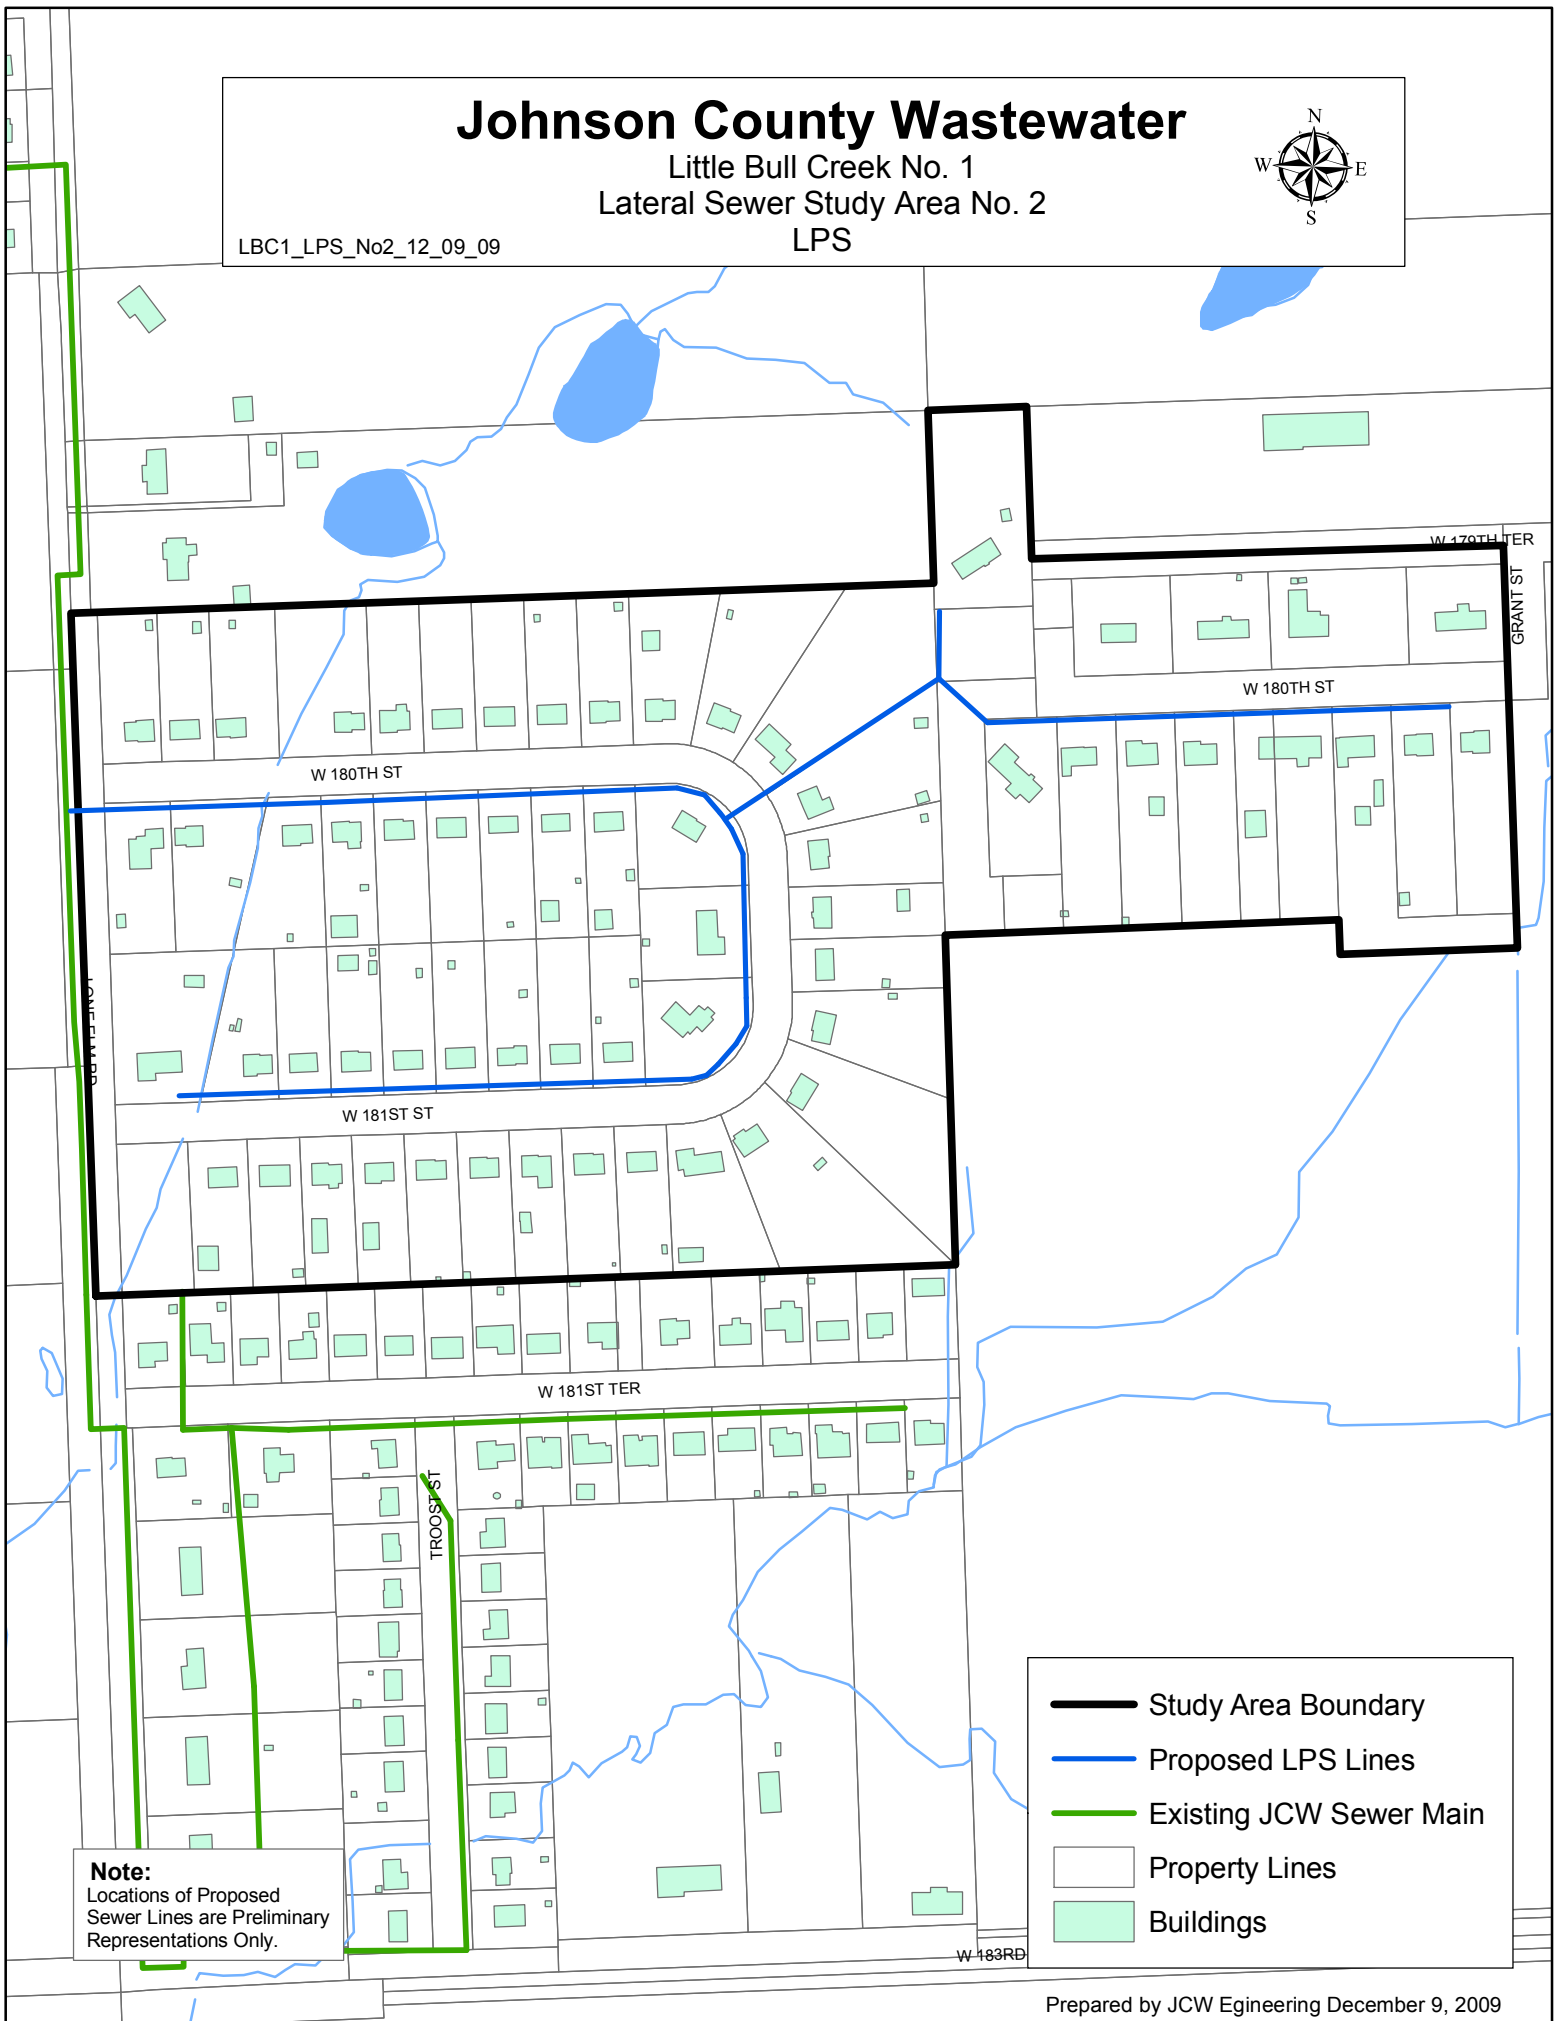 Johnson County Wastewater
Little Bull Creek No. 1
Lateral Sewer Study Area No. 2
LPS
LBC1_LPS_No2_12_09_09
N
W E
S
W 179TH TER
GRANT ST
W 180TH ST
W 180TH ST
LONE ELM RD
W 181ST ST
W 181ST TER
TROOST ST
W 183RD
Study Area Boundary
Proposed LPS Lines
Existing JCW Sewer Main
Property Lines
Buildings
Note:
Locations of Proposed
Sewer Lines are Preliminary
Representations Only.
Prepared by JCW Egineering December 9, 2009